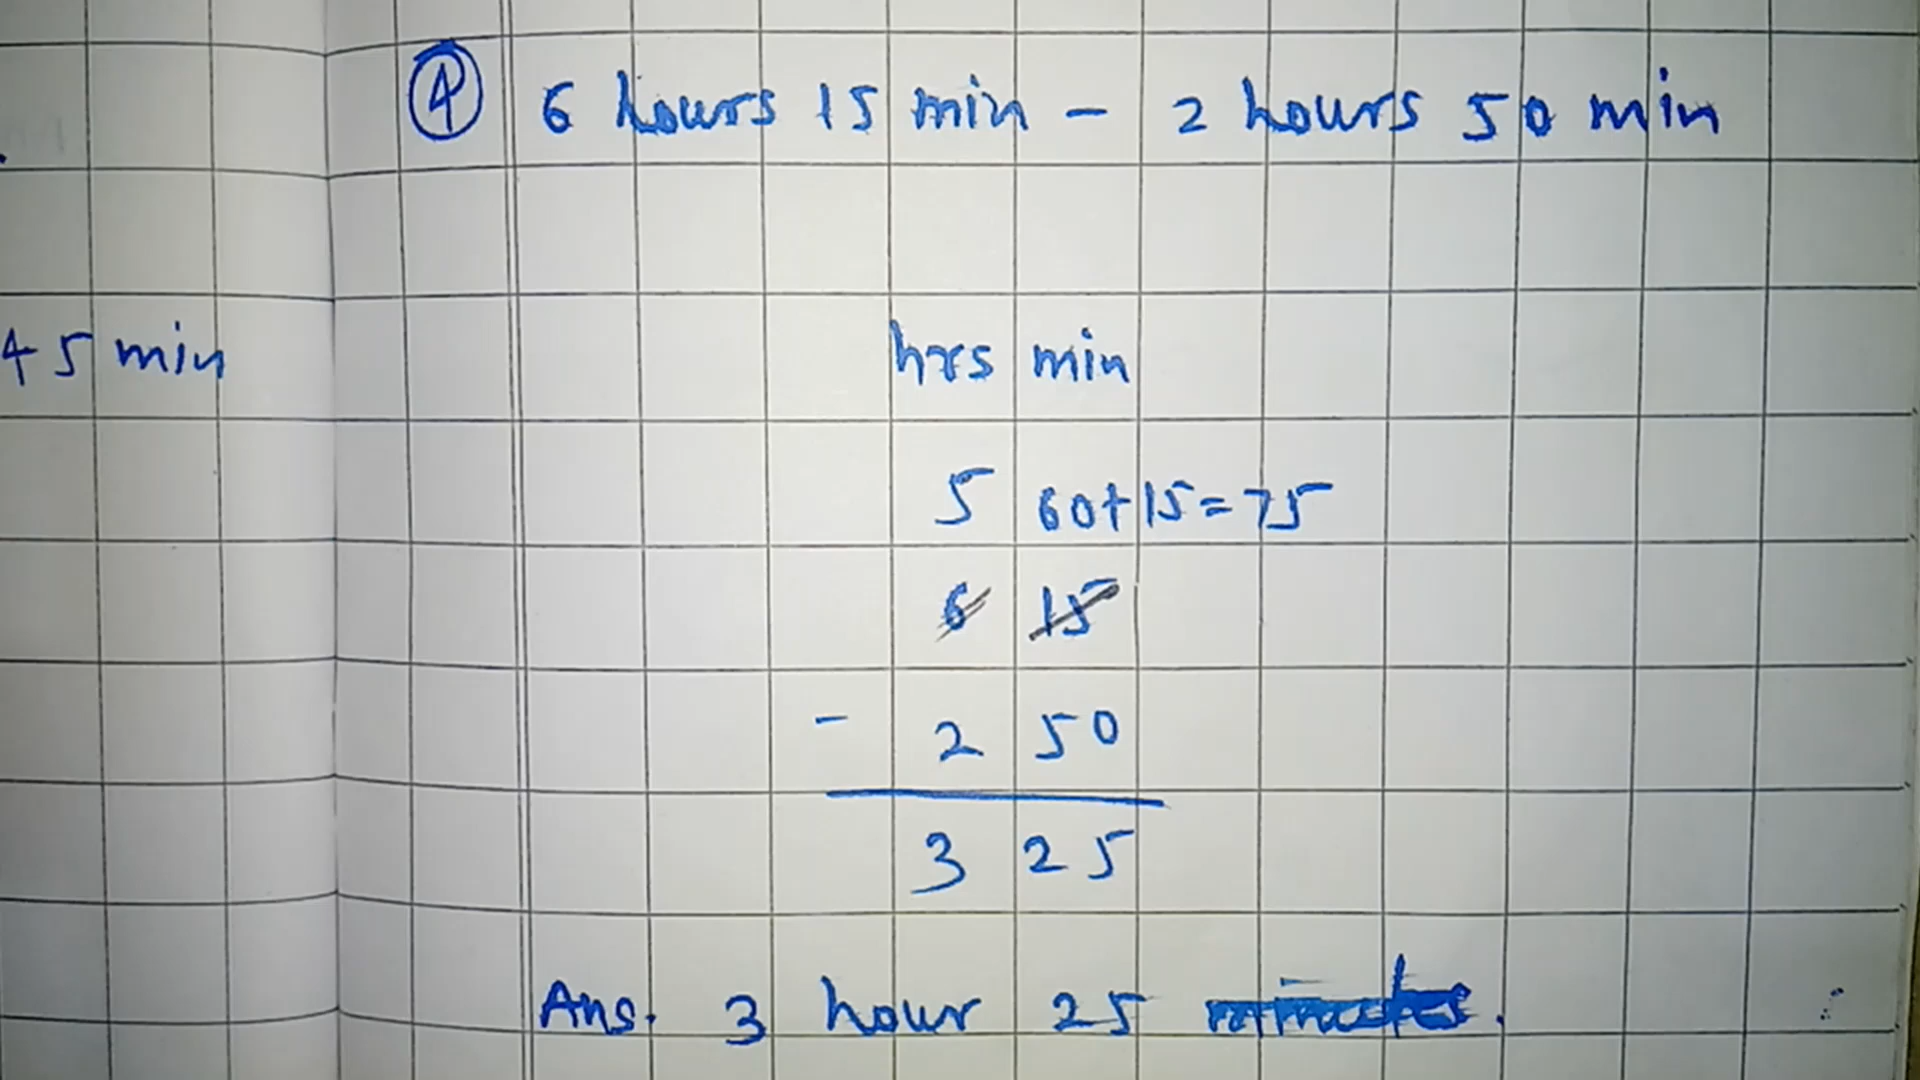 ④ 6 hours 15 min - 2 hours 50 min
45 min
hrs min
5 60+15=75
6 15
- 2 50
3 25
Ans. 3 hour 25 minutes.